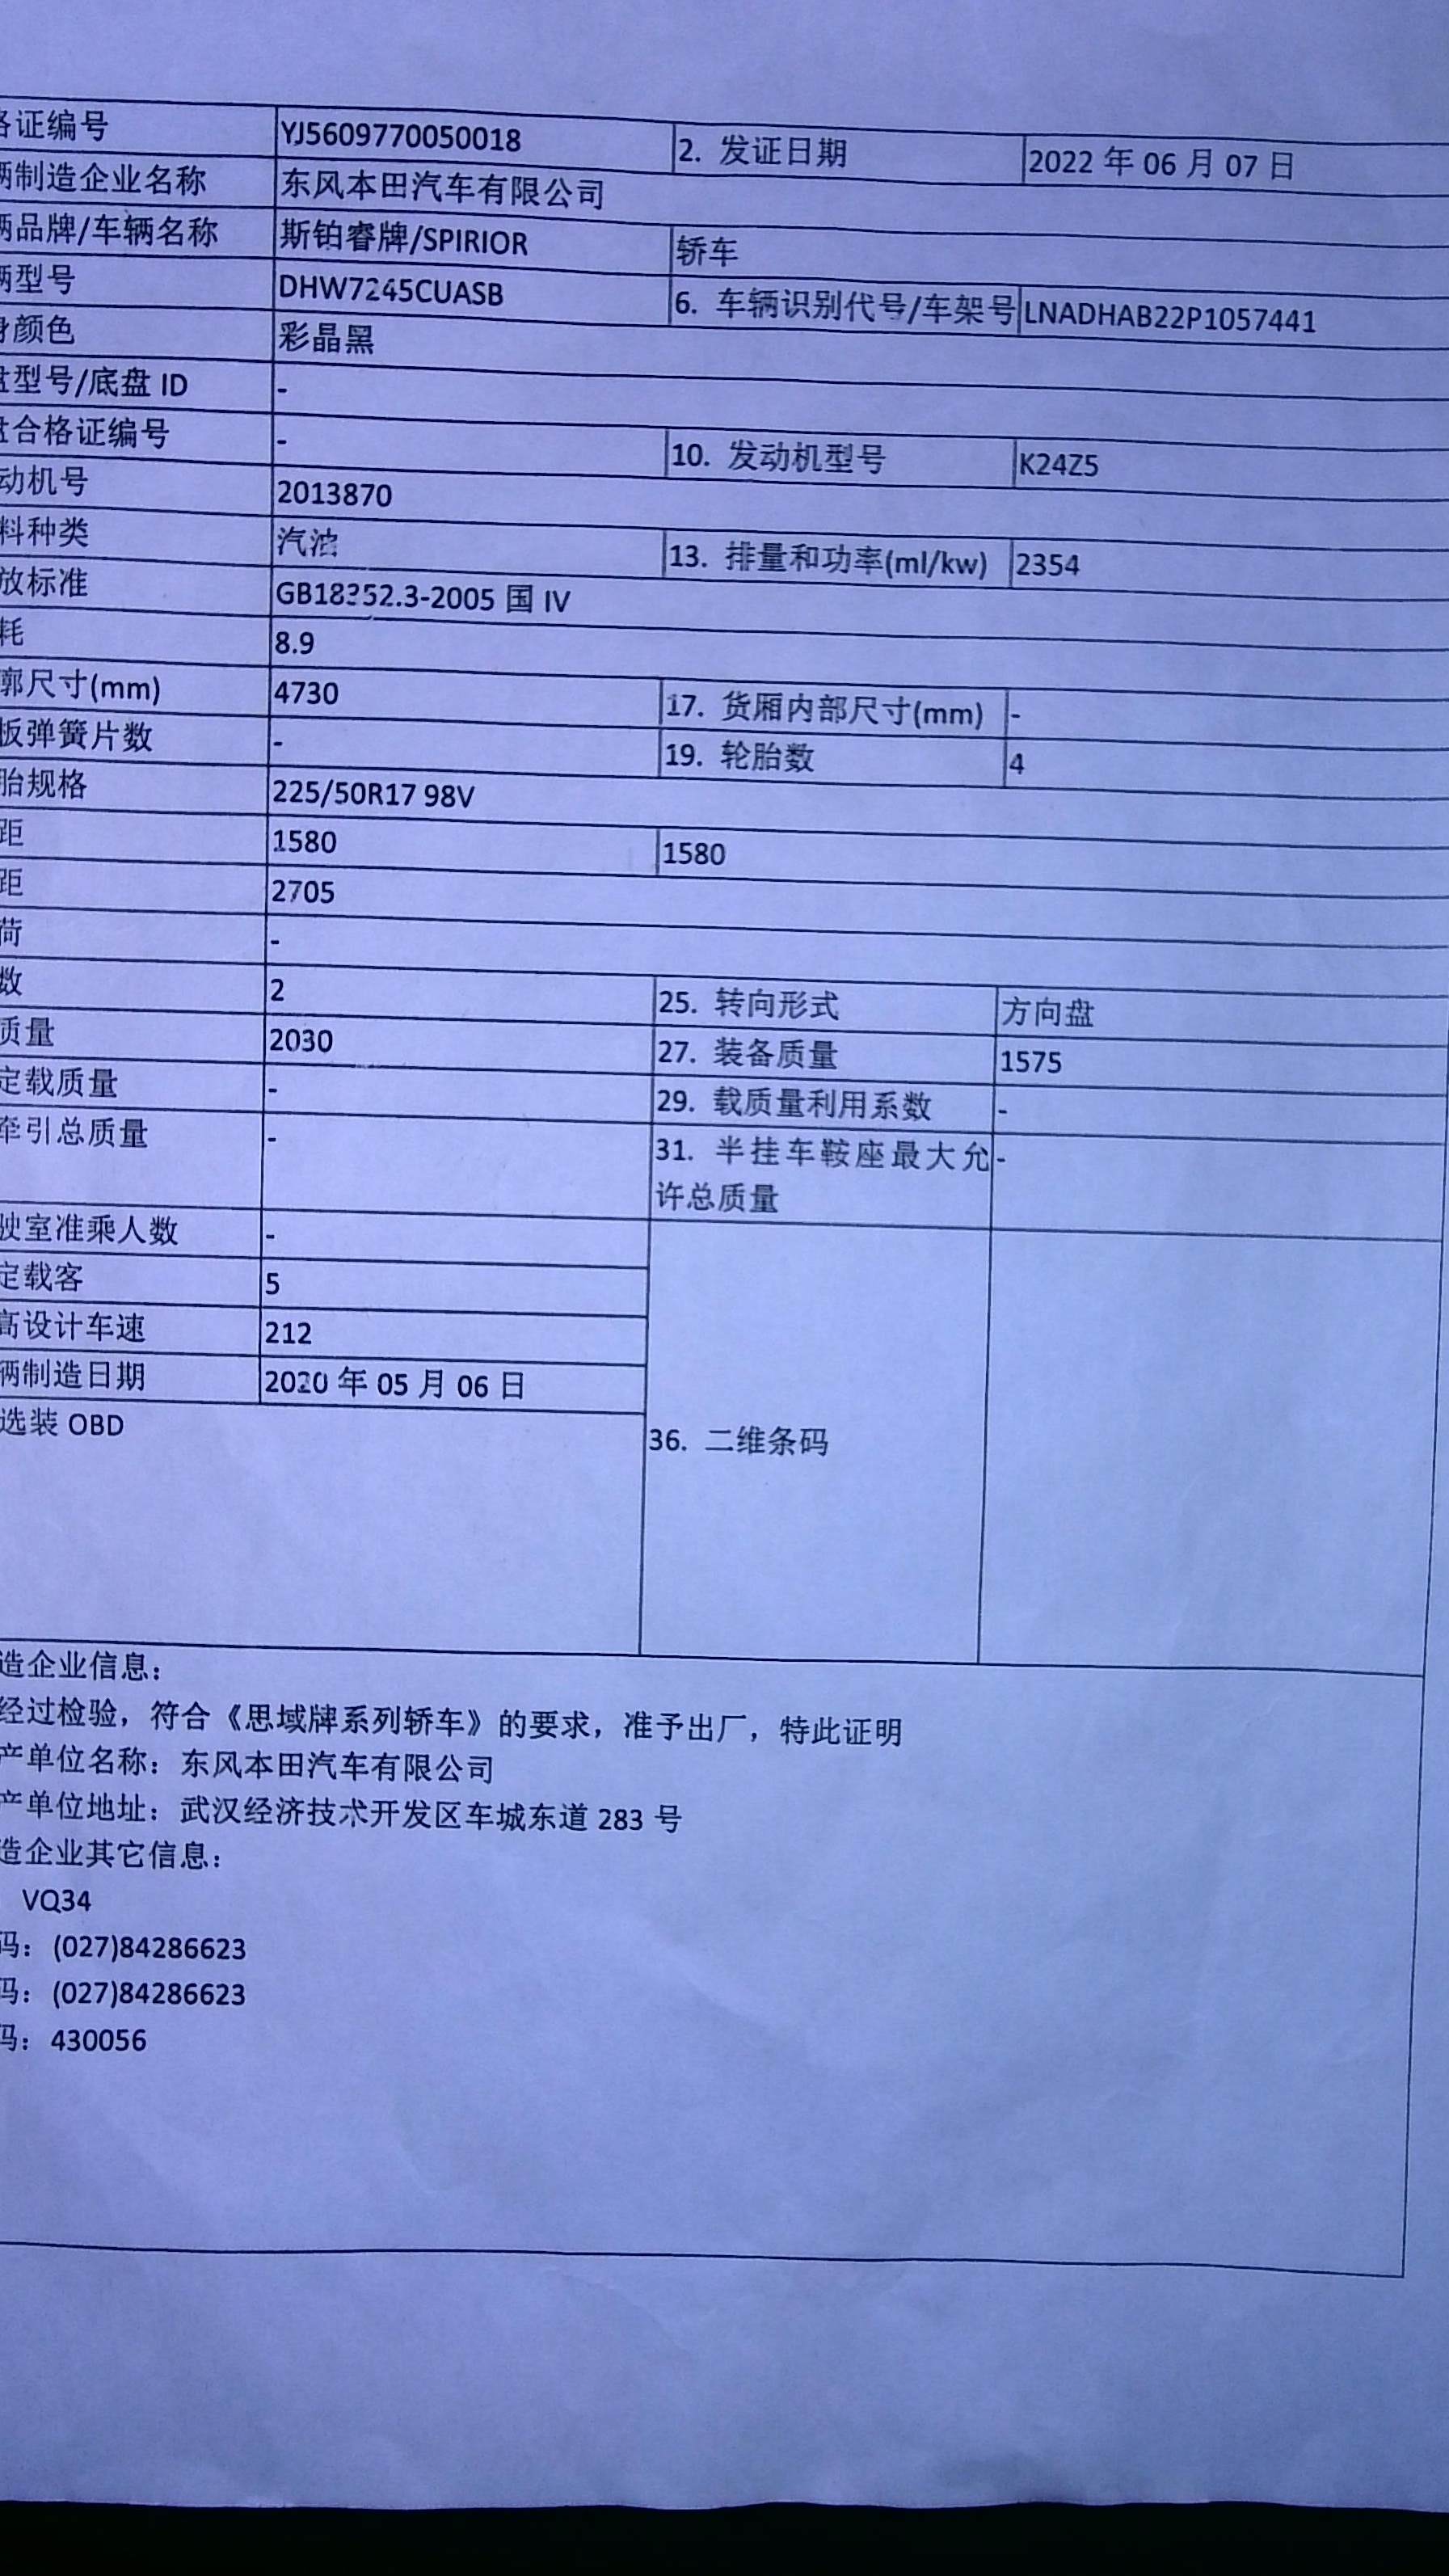 格证编号 YJ5609770050018 2. 发证日期 2022 年 06 月 07 日
辆制造企业名称 东风本田汽车有限公司
辆品牌/车辆名称 斯铂睿牌/SPIRIOR 轿车
辆型号 DHW7245CUASB 6. 车辆识别代号/车架号 LNADHAB22P1057441
身颜色 彩晶黑
盘型号/底盘 ID -
盘合格证编号 - 10. 发动机型号 K24Z5
动机号 2013870
料种类 汽油 13. 排量和功率(ml/kw) 2354
放标准 GB18352.3-2005 国 IV
耗 8.9
廓尺寸(mm) 4730 17. 货厢内部尺寸(mm) -
板弹簧片数 - 19. 轮胎数 4
胎规格 225/50R17 98V
距 1580 1580
距 2705
荷 -
数 2 25. 转向形式 方向盘
质量 2030 27. 装备质量 1575
定载质量 - 29. 载质量利用系数 -
牵引总质量 - 31. 半挂车鞍座最大允 -
许总质量
驶室准乘人数 -
定载客 5
高设计车速 212
辆制造日期 2020 年 05 月 06 日
选装 OBD
36. 二维条码
造企业信息：
经过检验，符合《思域牌系列轿车》的要求，准予出厂，特此证明
产单位名称：东风本田汽车有限公司
产单位地址：武汉经济技术开发区车城东道 283 号
造企业其它信息：
VQ34
码：(027)84286623
码：(027)84286623
码：430056